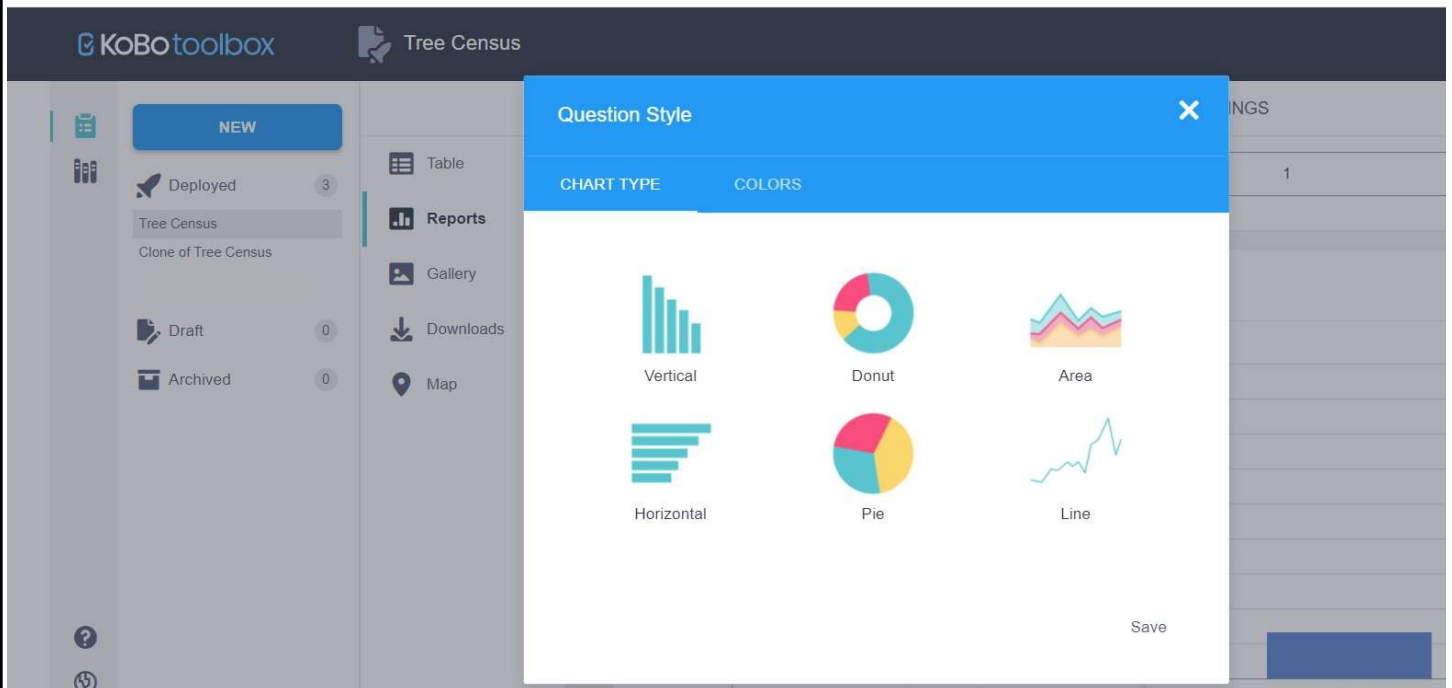 KoBotoolbox
Tree Census
NEW
Deployed 3
Tree Census
Clone of Tree Census
Draft 0
Archived 0
Table
Reports
Gallery
Downloads
Map
Question Style
CHART TYPE COLORS
Vertical Donut Area
Horizontal Pie Line
Save
INGS
1